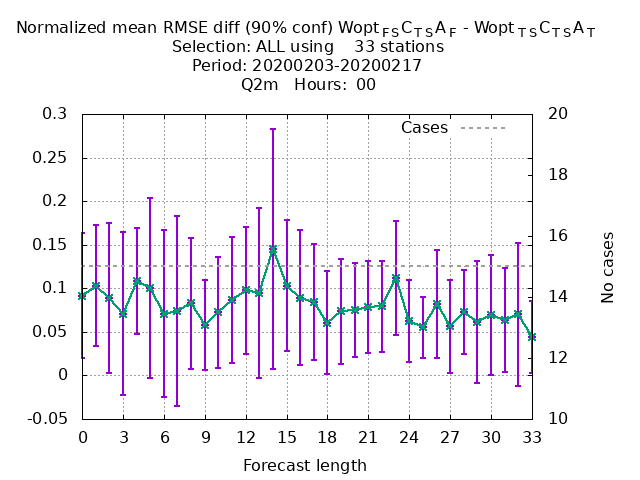 Normalized mean RMSE diff (90% conf) Wopt FS C TS A F - Wopt TS C TS A T
Selection: ALL using 33 stations
Period: 20200203-20200217
Q2m Hours: 00
0.3 20
Cases
0.25
18
0.2
16
0.15
0.1 14
0.05
12
0
-0.05 10
No cases
0 3 6 9 12 15 18 21 24 27 30 33
Forecast length